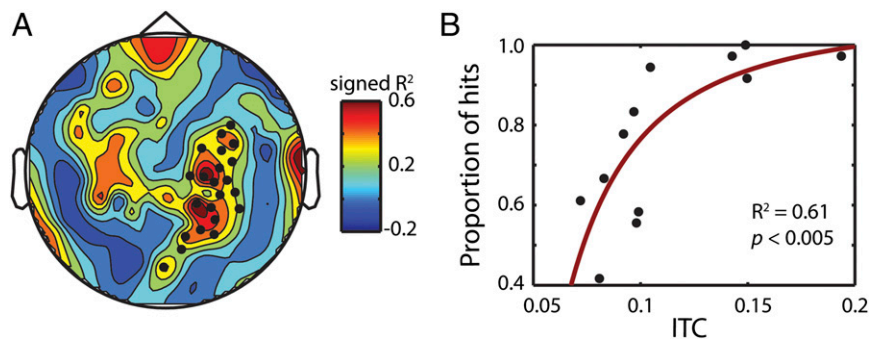 A
signed R²
0.6
0.2
-0.2
B
Proportion of hits
1.0
0.8
0.6
0.4
R² = 0.61
p < 0.005
0.05
0.1
0.15
0.2
ITC